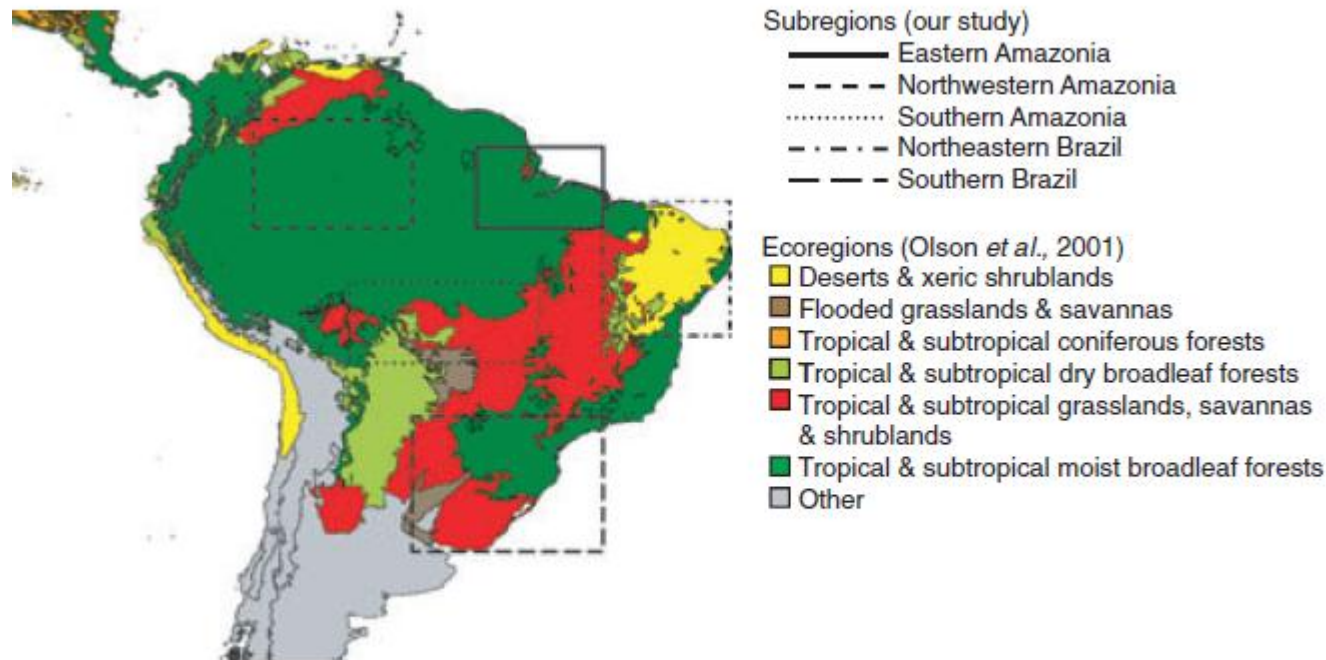 Subregions (our study)
Eastern Amazonia
Northwestern Amazonia
Southern Amazonia
Northeastern Brazil
Southern Brazil
Ecoregions (Olson et al., 2001)
Deserts & xeric shrublands
Flooded grasslands & savannas
Tropical & subtropical coniferous forests
Tropical & subtropical dry broadleaf forests
Tropical & subtropical grasslands, savannas
& shrublands
Tropical & subtropical moist broadleaf forests
Other